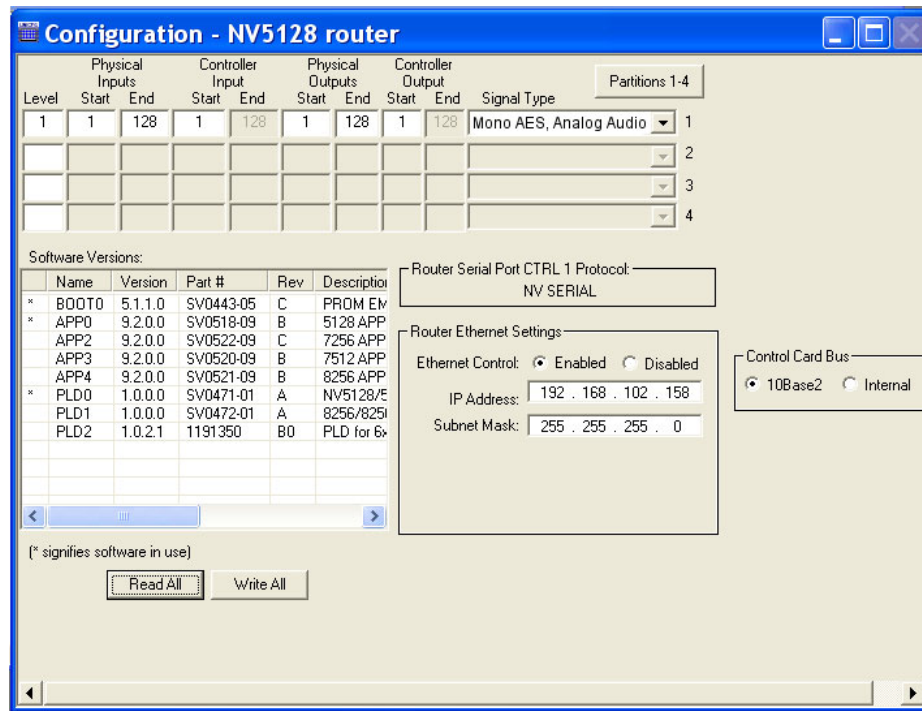 Configuration - NV5128 router
Physical Inputs Controller Input Physical Outputs Controller Output Partitions 1-4
Level Start End Start End Start End Start End Signal Type
1 1 128 1 128 1 128 1 128 Mono AES, Analog Audio 1
2
3
4
Software Versions:
Name Version Part # Rev Description
* BOOT0 5.1.1.0 SV0443-05 C PROM EM
* APP0 9.2.0.0 SV0518-09 B 5128 APP
APP2 9.2.0.0 SV0522-09 C 7256 APP
APP3 9.2.0.0 SV0520-09 B 7512 APP
APP4 9.2.0.0 SV0521-09 B 8256 APP
* PLD0 1.0.0.0 SV0471-01 A NV5128/5
PLD1 1.0.0.0 SV0472-01 A 8256/825
PLD2 1.0.2.1 1191350 B0 PLD for 6x
(* signifies software in use)
Read All Write All
Router Serial Port CTRL 1 Protocol:
NV SERIAL
Router Ethernet Settings
Ethernet Control: Enabled Disabled
IP Address: 192 . 168 . 102 . 158
Subnet Mask: 255 . 255 . 255 . 0
Control Card Bus
10Base2 Internal